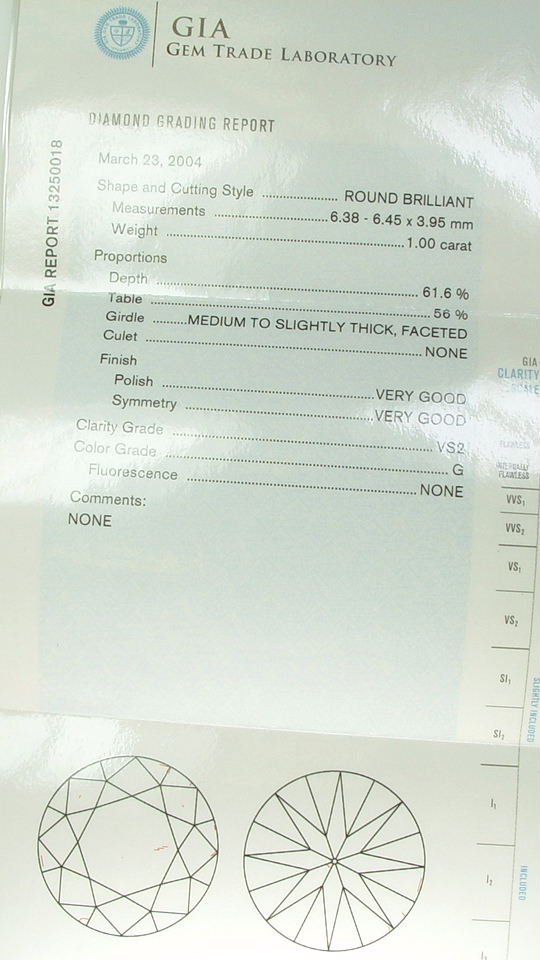 GIA
GEM TRADE LABORATORY
DIAMOND GRADING REPORT
GIA REPORT 13250018
March 23, 2004
Shape and Cutting Style .................. ROUND BRILLIANT
Measurements .......................... 6.38 - 6.45 x 3.95 mm
Weight ........................................................ 1.00 carat
Proportions
Depth ........................................................ 61.6 %
Table ........................................................ 56 %
Girdle ......... MEDIUM TO SLIGHTLY THICK, FACETED
Culet ........................................................ NONE
Finish
Polish ................................................ VERY GOOD
Symmetry .......................................... VERY GOOD
Clarity Grade ................................................ VS2
Color Grade ................................................ G
Fluorescence ................................................ NONE
Comments:
NONE
GIA
CLARITY
SCALE
FLAWLESS
INTERNALLY
FLAWLESS
VVS₁
VVS₂
VS₁
VS₂
SI₁
SLIGHTLY INCLUDED
SI₂
I₁
I₂
INCLUDED
I₃